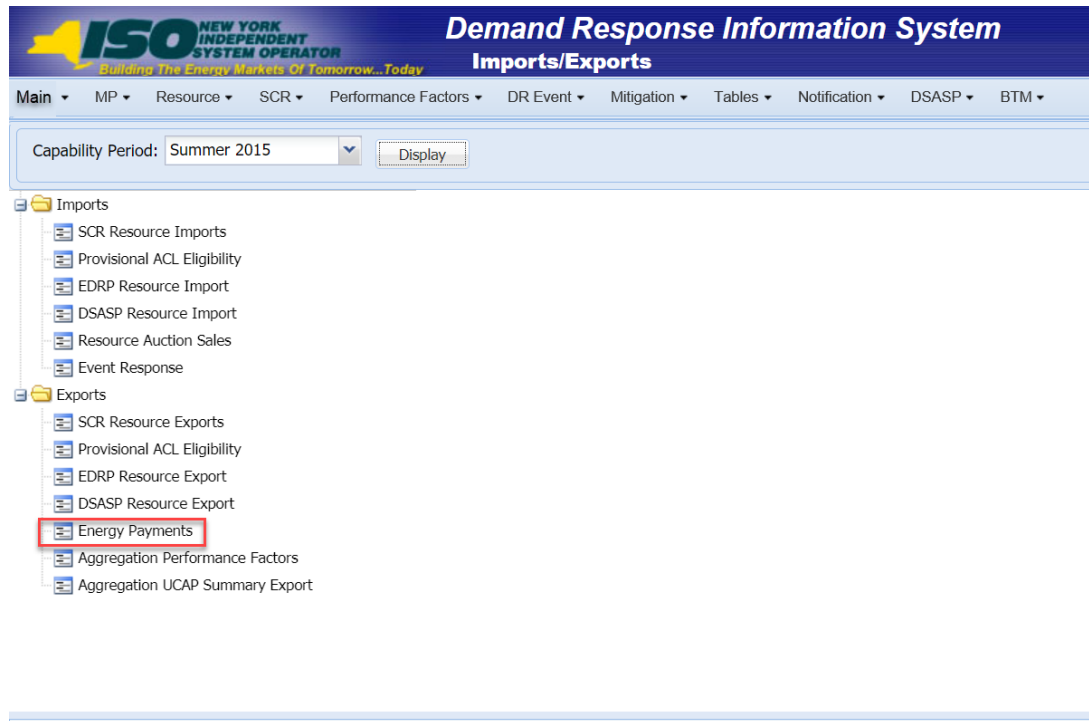 NEW YORK
INDEPENDENT
SYSTEM OPERATOR
ISO
Building The Energy Markets Of Tomorrow...Today
Demand Response Information System
Imports/Exports
Main MP Resource SCR Performance Factors DR Event Mitigation Tables Notification DSASP BTM
Capability Period: Summer 2015 Display
Imports
SCR Resource Imports
Provisional ACL Eligibility
EDRP Resource Import
DSASP Resource Import
Resource Auction Sales
Event Response
Exports
SCR Resource Exports
Provisional ACL Eligibility
EDRP Resource Export
DSASP Resource Export
Energy Payments
Aggregation Performance Factors
Aggregation UCAP Summary Export